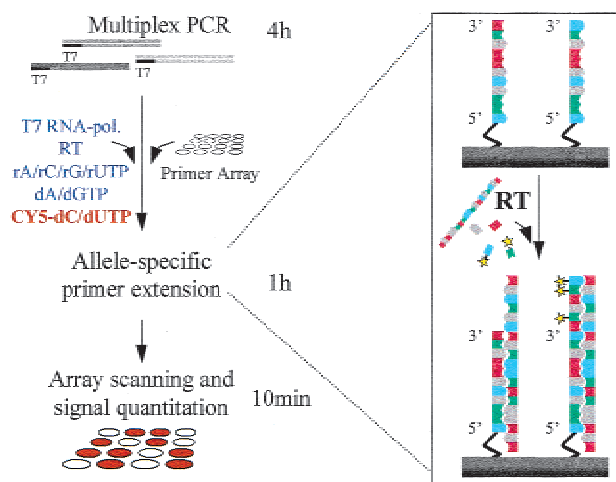 Multiplex PCR
4h
T7
T7
T7
T7 RNA-pol.
RT
rA/rC/rG/rUTP
dA/dGTP
CY5-dC/dUTP
Primer Array
Allele-specific
primer extension
1h
Array scanning and
signal quantitation
10min
3'
3'
5'
5'
RT
3'
3'
5'
5'